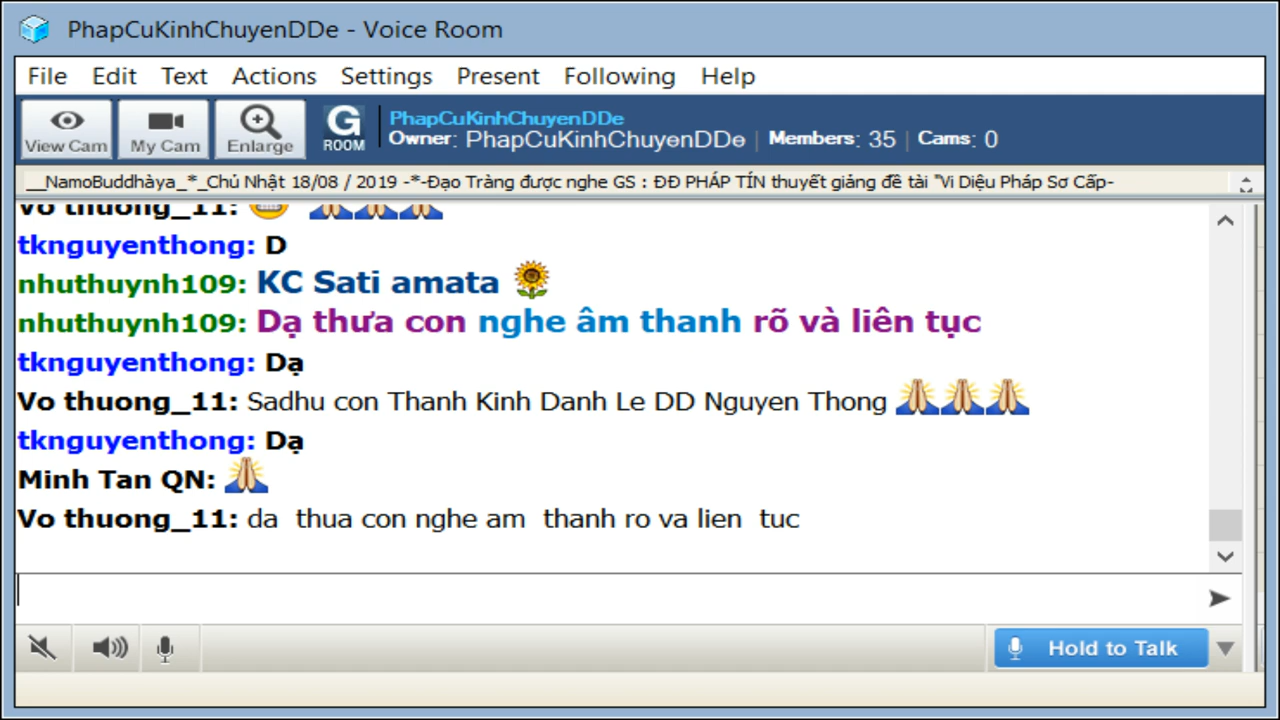 PhapCuKinhChuyenDDe - Voice Room
File Edit Text Actions Settings Present Following Help
View Cam My Cam Enlarge G ROOM PhapCuKinhChuyenDDe
Owner: PhapCuKinhChuyenDDe | Members: 35 | Cams: 0
__NamoBuddhàya_*_Chủ Nhật 18/08 / 2019 -*-Đạo Tràng được nghe GS : ĐĐ PHÁP TÍN thuyết giảng đề tài "Vi Diệu Pháp Sơ Cấp-
Vo thuong_11:
tknguyenthong: D
nhuthuynh109: KC Sati amata
nhuthuynh109: Dạ thưa con nghe âm thanh rõ và liên tục
tknguyenthong: Dạ
Vo thuong_11: Sadhu con Thanh Kinh Danh Le DD Nguyen Thong
tknguyenthong: Dạ
Minh Tan QN:
Vo thuong_11: da thua con nghe am thanh ro va lien tuc
Hold to Talk